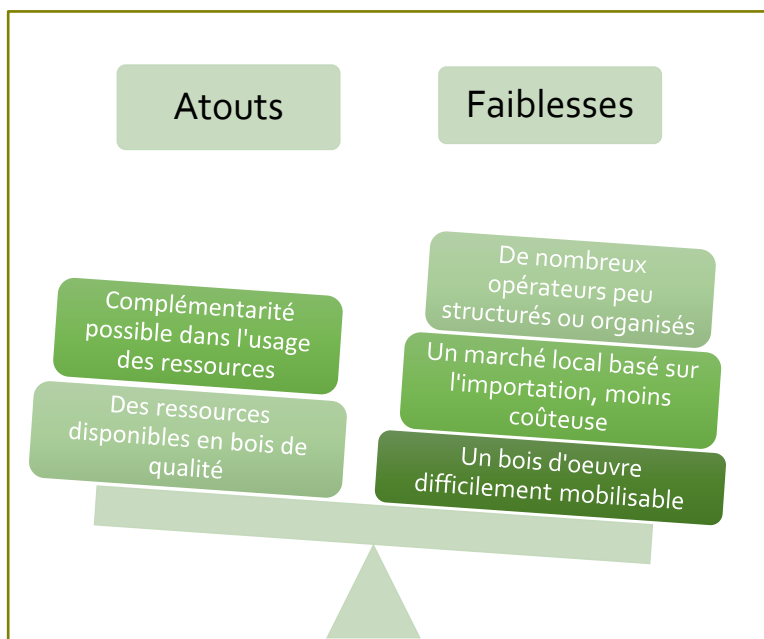 Atouts
Complémentarité
possible dans l'usage
des ressources
Des ressources
disponibles en bois de
qualité
Faiblesses
De nombreux
opérateurs peu
structurés ou organisés
Un marché local basé sur
l'importation, moins
coûteuse
Un bois d'oeuvre
difficilement mobilisable